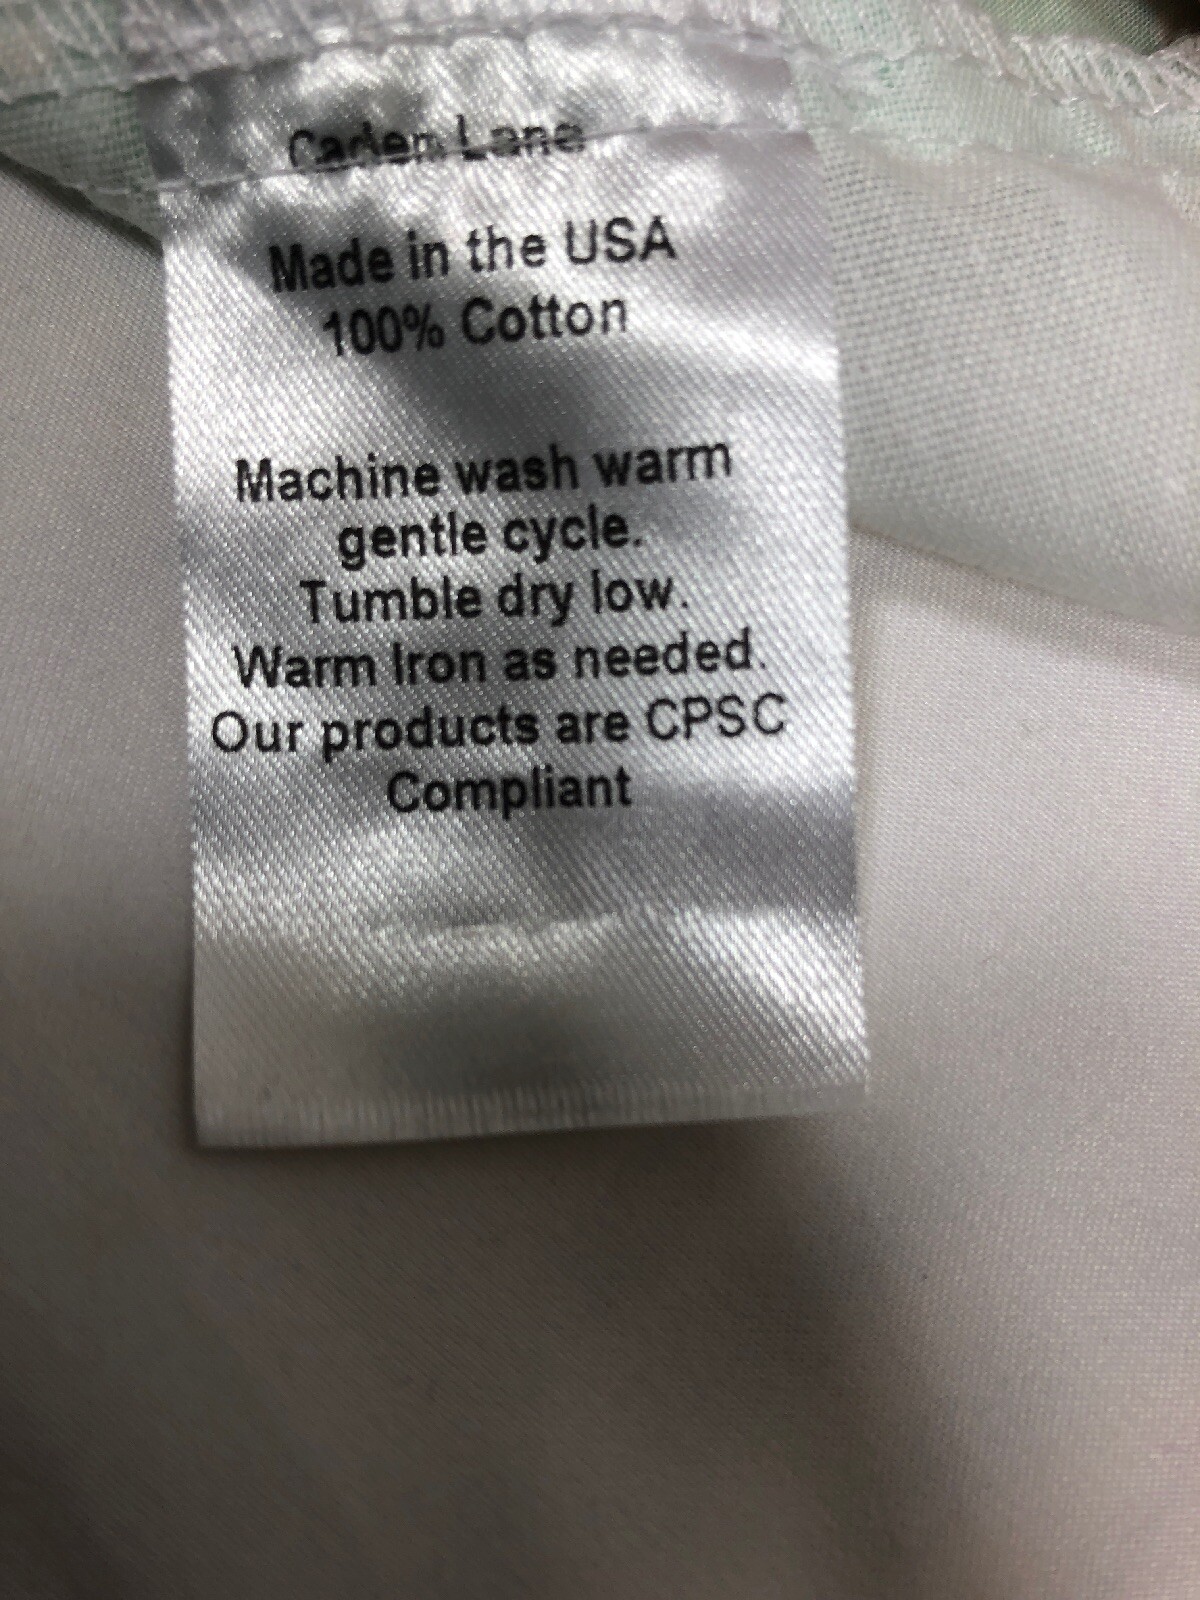 Caden Lane
Made in the USA
100% Cotton
Machine wash warm
gentle cycle.
Tumble dry low.
Warm Iron as needed.
Our products are CPSC
Compliant